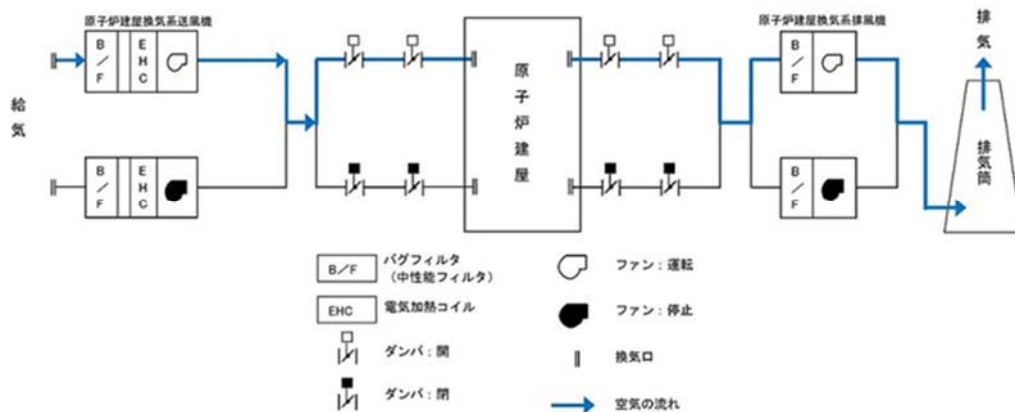 原子炉建屋換気系送風機
B/F
EHC
給気
B/F
EHC
原子炉建屋
原子炉建屋換気系排風機
B/F
B/F
排気
排気筒
B/F
バグフィルタ
(中性能フィルタ)
EHC
電気加熱コイル
ダンパ:開
ダンパ:閉
ファン:運転
ファン:停止
換気口
空気の流れ